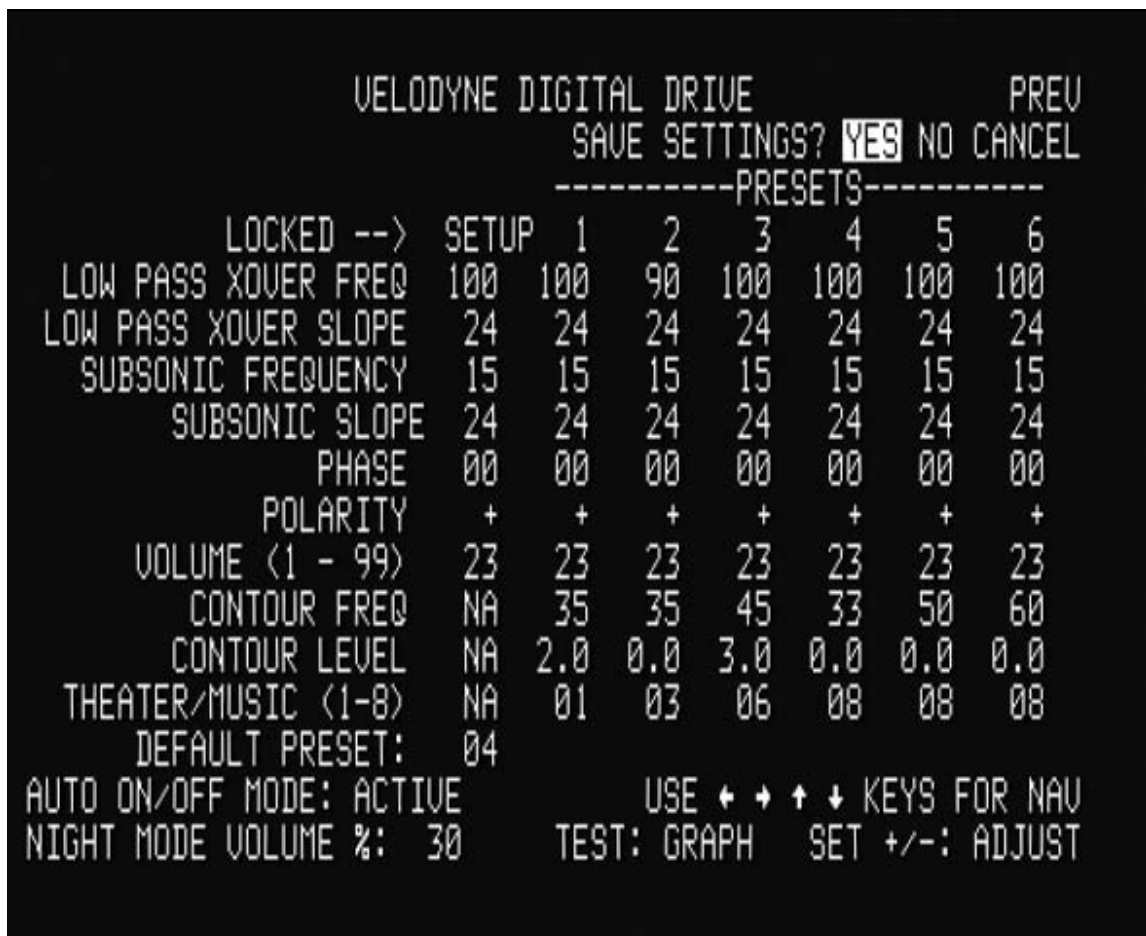 VELODYNE DIGITAL DRIVE PREV
SAVE SETTINGS? YES NO CANCEL
----------PRESETS----------
LOCKED --> SETUP 1 2 3 4 5 6
LOW PASS XOVER FREQ 100 100 90 100 100 100 100
LOW PASS XOVER SLOPE 24 24 24 24 24 24 24
SUBSONIC FREQUENCY 15 15 15 15 15 15 15
SUBSONIC SLOPE 24 24 24 24 24 24 24
PHASE 00 00 00 00 00 00 00
POLARITY + + + + + + +
VOLUME (1 - 99) 23 23 23 23 23 23 23
CONTOUR FREQ NA 35 35 45 33 50 60
CONTOUR LEVEL NA 2.0 0.0 3.0 0.0 0.0 0.0
THEATER/MUSIC (1-8) NA 01 03 06 08 08 08
DEFAULT PRESET: 04
AUTO ON/OFF MODE: ACTIVE USE ← → ↑ ↓ KEYS FOR NAV
NIGHT MODE VOLUME %: 30 TEST: GRAPH SET +/-: ADJUST